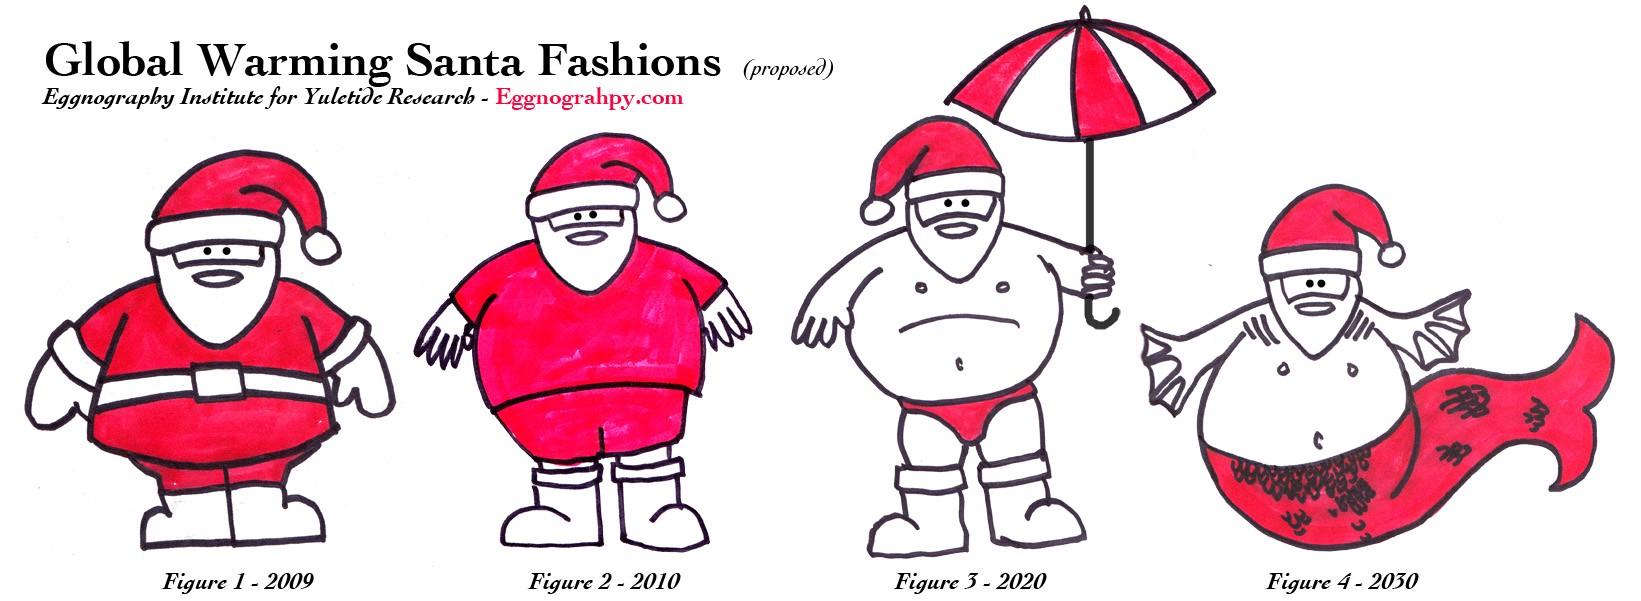 Global Warming Santa Fashions (proposed)
Eggnography Institute for Yuletide Research - Eggnograhpy.com
Figure 1 - 2009
Figure 2 - 2010
Figure 3 - 2020
Figure 4 - 2030